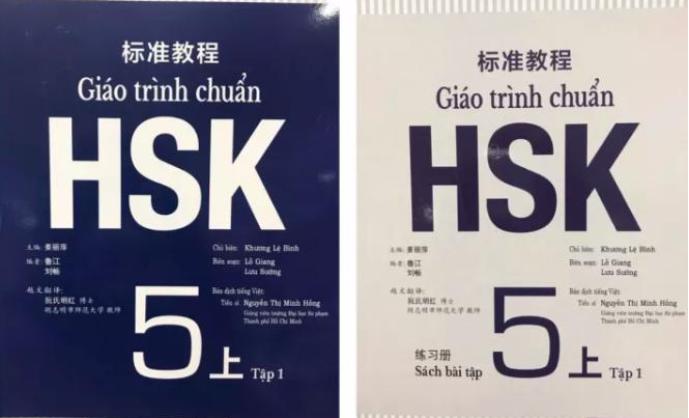 标准教程
Giáo trình chuẩn
HSK
主编: 姜丽萍
编者: 鲁江
刘畅
越文翻译:
阮氏明红 博士
胡志明市师范大学 教师
Chủ biên: Khương Lệ Bình
Biên soạn: Lỗ Giang
Lưu Sướng
Bản dịch tiếng Việt:
Tiến sĩ Nguyễn Thị Minh Hồng
Giảng viên trường Đại học Sư phạm
Thành phố Hồ Chí Minh
5上
Tập 1
标准教程
Giáo trình chuẩn
HSK
主编: 姜丽萍
编者: 鲁江
刘畅
越文翻译:
阮氏明红 博士
胡志明市师范大学 教师
Chủ biên: Khương Lệ Bình
Biên soạn: Lỗ Giang
Lưu Sướng
Bản dịch tiếng Việt:
Tiến sĩ Nguyễn Thị Minh Hồng
Giảng viên trường Đại học Sư phạm
Thành phố Hồ Chí Minh
练习册
Sách bài tập
5上
Tập 1